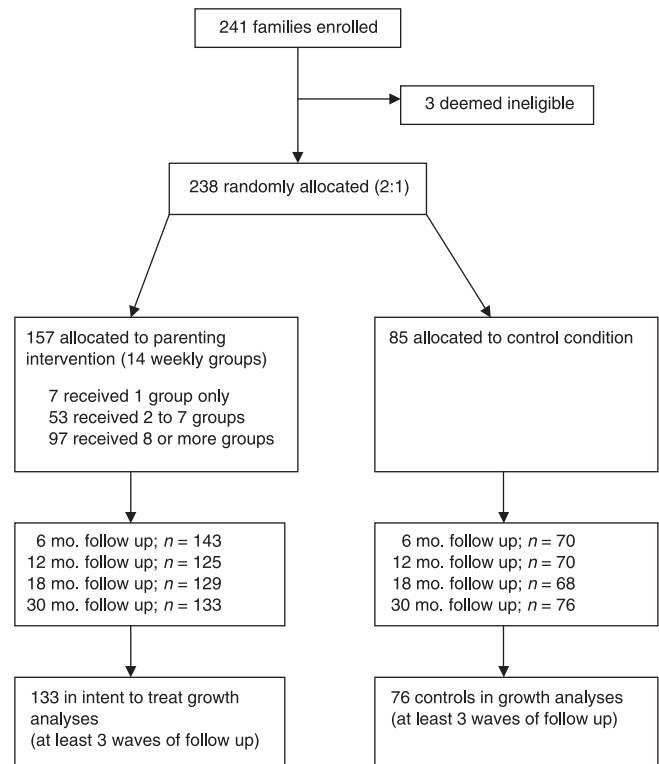 241 families enrolled
3 deemed ineligible
238 randomly allocated (2:1)
157 allocated to parenting
intervention (14 weekly groups)
7 received 1 group only
53 received 2 to 7 groups
97 received 8 or more groups
85 allocated to control condition
6 mo. follow up; n = 143
12 mo. follow up; n = 125
18 mo. follow up; n = 129
30 mo. follow up; n = 133
6 mo. follow up; n = 70
12 mo. follow up; n = 70
18 mo. follow up; n = 68
30 mo. follow up; n = 76
133 in intent to treat growth
analyses
(at least 3 waves of follow up)
76 controls in growth analyses
(at least 3 waves of follow up)